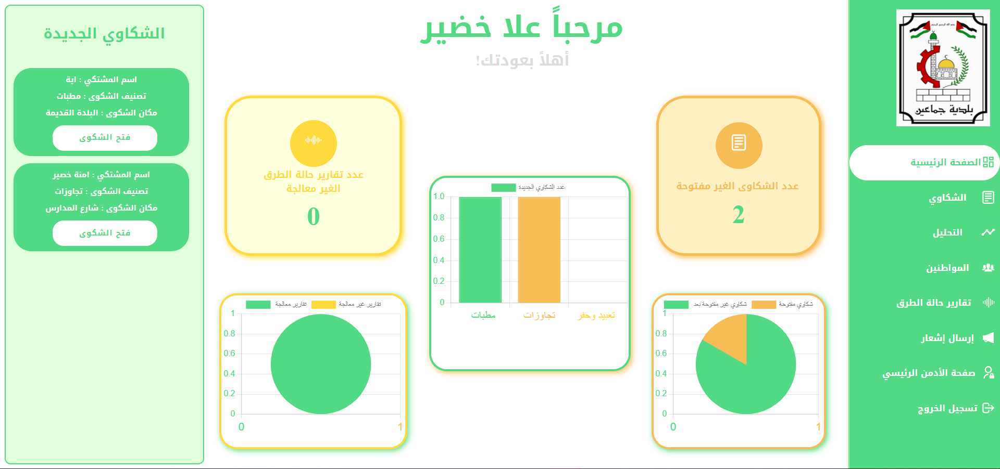 بسم الله الرحمن الرحيم
بلدية جماعين
الصفحة الرئيسية
الشكاوي
التحليل
المواطنين
تقارير حالة الطرق
إرسال إشعار
صفحة الأدمن الرئيسي
تسجيل الخروج
مرحباً علا خضير
أهلاً بعودتك!
عدد الشكاوى الغير مفتوحة
2
شكاوي مفتوحة
شكاوي غير مفتوحة بعد
1
0.8
0.6
0.4
0.2
0
0 1
عدد الشكاوي الجديدة
1.0
0.8
0.6
0.4
0.2
0
مطبات تجاوزات تعبيد وحفر
عدد تقارير حالة الطرق
الغير معالجة
0
تقارير غير معالجة
تقارير معالجة
1
0.8
0.6
0.4
0.2
0
0 1
الشكاوي الجديدة
اسم المشتكي : اية
تصنيف الشكوى : مطبات
مكان الشكوى : البلدة القديمة
فتح الشكوى
اسم المشتكي : امنة خصير
تصنيف الشكوى : تجاوزات
مكان الشكوى : شارع المدارس
فتح الشكوى